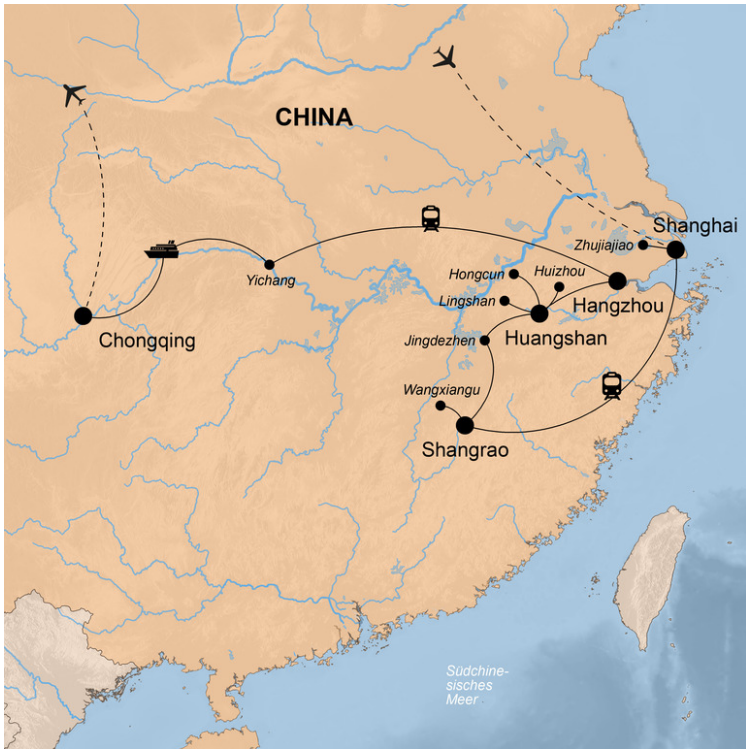 CHINA
Shanghai
Zhujiajiao
Hongcun
Huizhou
Yichang
Lingshan
Hangzhou
Chongqing
Jingdezhen
Huangshan
Wangxiangu
Shangrao
Südchine-
sisches
Meer